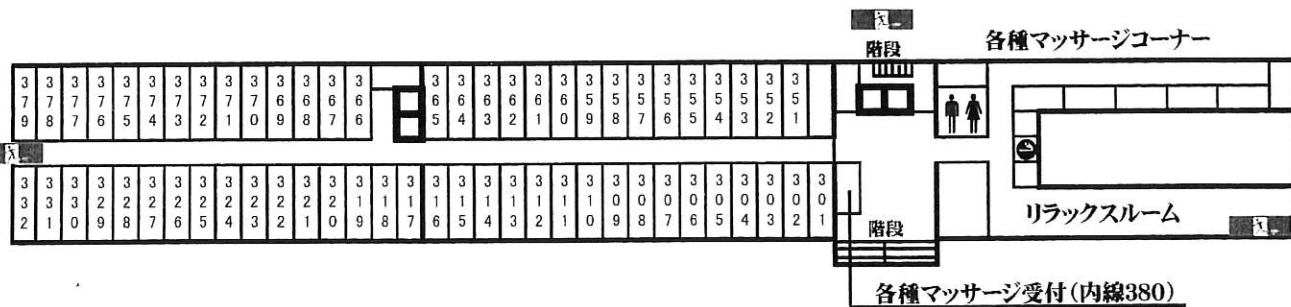 階段
各種マッサージコーナー
379 378 377 376 375 374 373 372 371 370 369 368 367 366 365 364 363 362 361 360 359 358 357 356 355 354 353 352 351
332 331 330 329 328 327 326 325 324 323 322 321 320 319 318 317 316 315 314 313 312 311 310 309 308 307 306 305 304 303 302 301
リラックスルーム
階段
各種マッサージ受付(内線380)